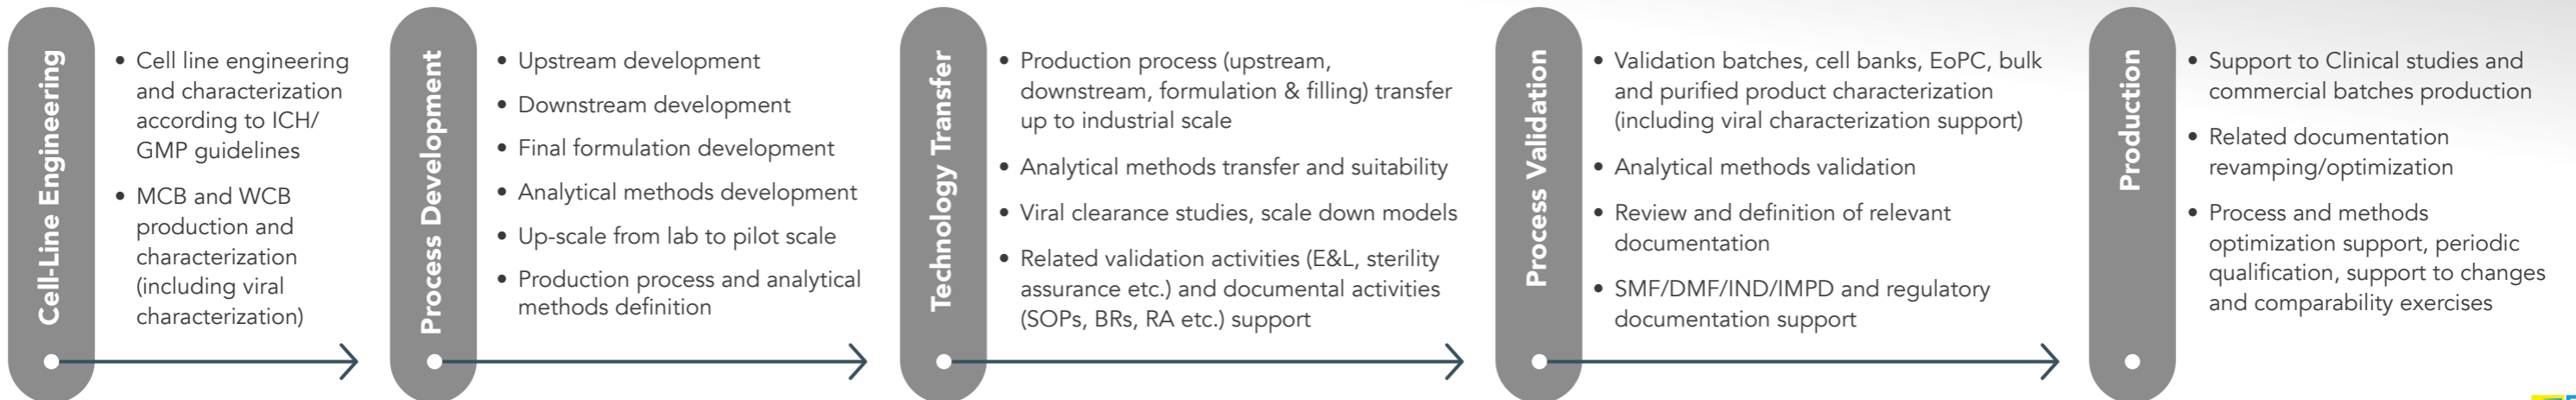 Cell-Line Engineering
• Cell line engineering
and characterization
according to ICH/
GMP guidelines
• MCB and WCB
production and
characterization
(including viral
characterization)
Process Development
• Upstream development
• Downstream development
• Final formulation development
• Analytical methods development
• Up-scale from lab to pilot scale
• Production process and analytical
methods definition
Technology Transfer
• Production process (upstream,
downstream, formulation & filling) transfer
up to industrial scale
• Analytical methods transfer and suitability
• Viral clearance studies, scale down models
• Related validation activities (E&L, sterility
assurance etc.) and documental activities
(SOPs, BRs, RA etc.) support
Process Validation
• Validation batches, cell banks, EoPC, bulk
and purified product characterization
(including viral characterization support)
• Analytical methods validation
• Review and definition of relevant
documentation
• SMF/DMF/IND/IMPD and regulatory
documentation support
Production
• Support to Clinical studies and
commercial batches production
• Related documentation
revamping/optimization
• Process and methods
optimization support, periodic
qualification, support to changes
and comparability exercises